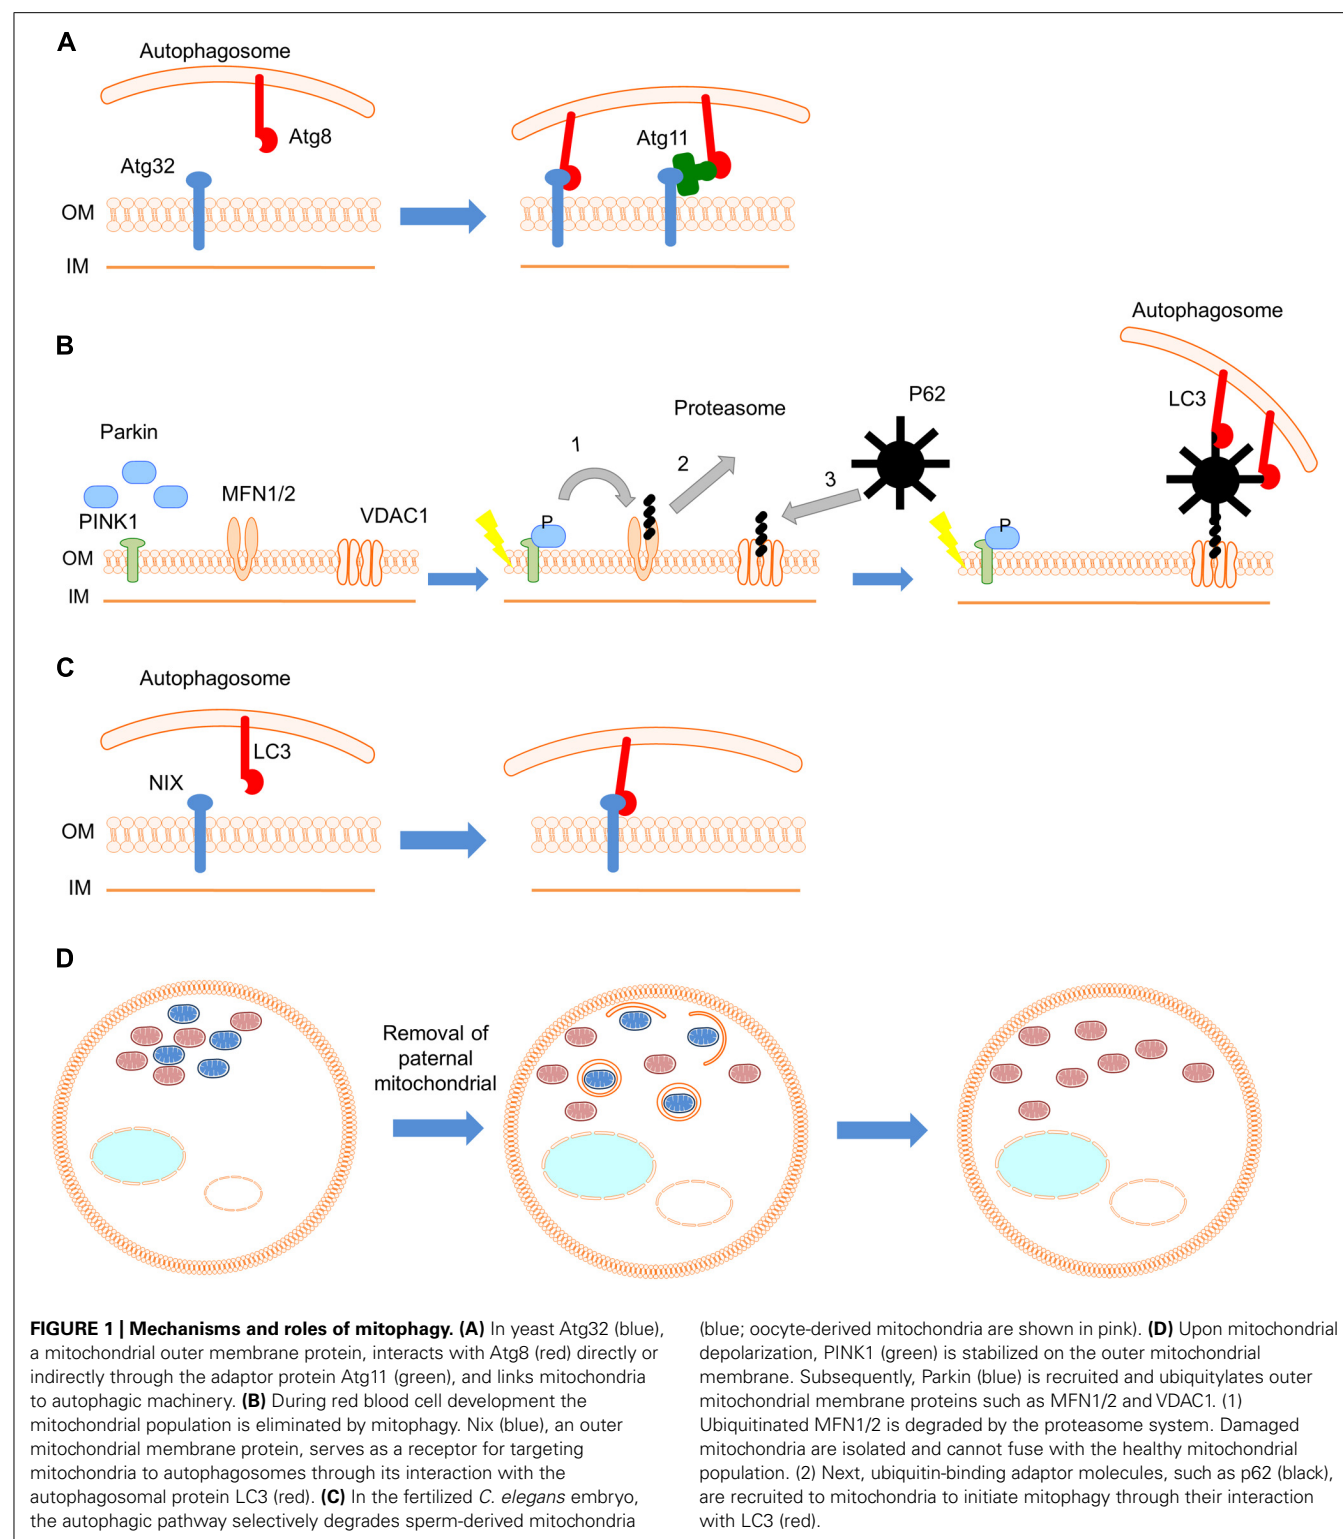 A
Autophagosome
Atg8
Atg32
OM
IM
Atg11
B
Parkin
PINK1
MFN1/2
VDAC1
OM
IM
P
1
2
Proteasome
3
P62
P
Autophagosome
LC3
C
Autophagosome
LC3
NIX
OM
IM
D
Removal of
paternal
mitochondrial
FIGURE 1 | Mechanisms and roles of mitophagy. (A) In yeast Atg32 (blue),
a mitochondrial outer membrane protein, interacts with Atg8 (red) directly or
indirectly through the adaptor protein Atg11 (green), and links mitochondria
to autophagic machinery. (B) During red blood cell development the
mitochondrial population is eliminated by mitophagy. Nix (blue), an outer
mitochondrial membrane protein, serves as a receptor for targeting
mitochondria to autophagosomes through its interaction with the
autophagosomal protein LC3 (red). (C) In the fertilized C. elegans embryo,
the autophagic pathway selectively degrades sperm-derived mitochondria
(blue; oocyte-derived mitochondria are shown in pink). (D) Upon mitochondrial
depolarization, PINK1 (green) is stabilized on the outer mitochondrial
membrane. Subsequently, Parkin (blue) is recruited and ubiquitylates outer
mitochondrial membrane proteins such as MFN1/2 and VDAC1. (1)
Ubiquitinated MFN1/2 is degraded by the proteasome system. Damaged
mitochondria are isolated and cannot fuse with the healthy mitochondrial
population. (2) Next, ubiquitin-binding adaptor molecules, such as p62 (black),
are recruited to mitochondria to initiate mitophagy through their interaction
with LC3 (red).